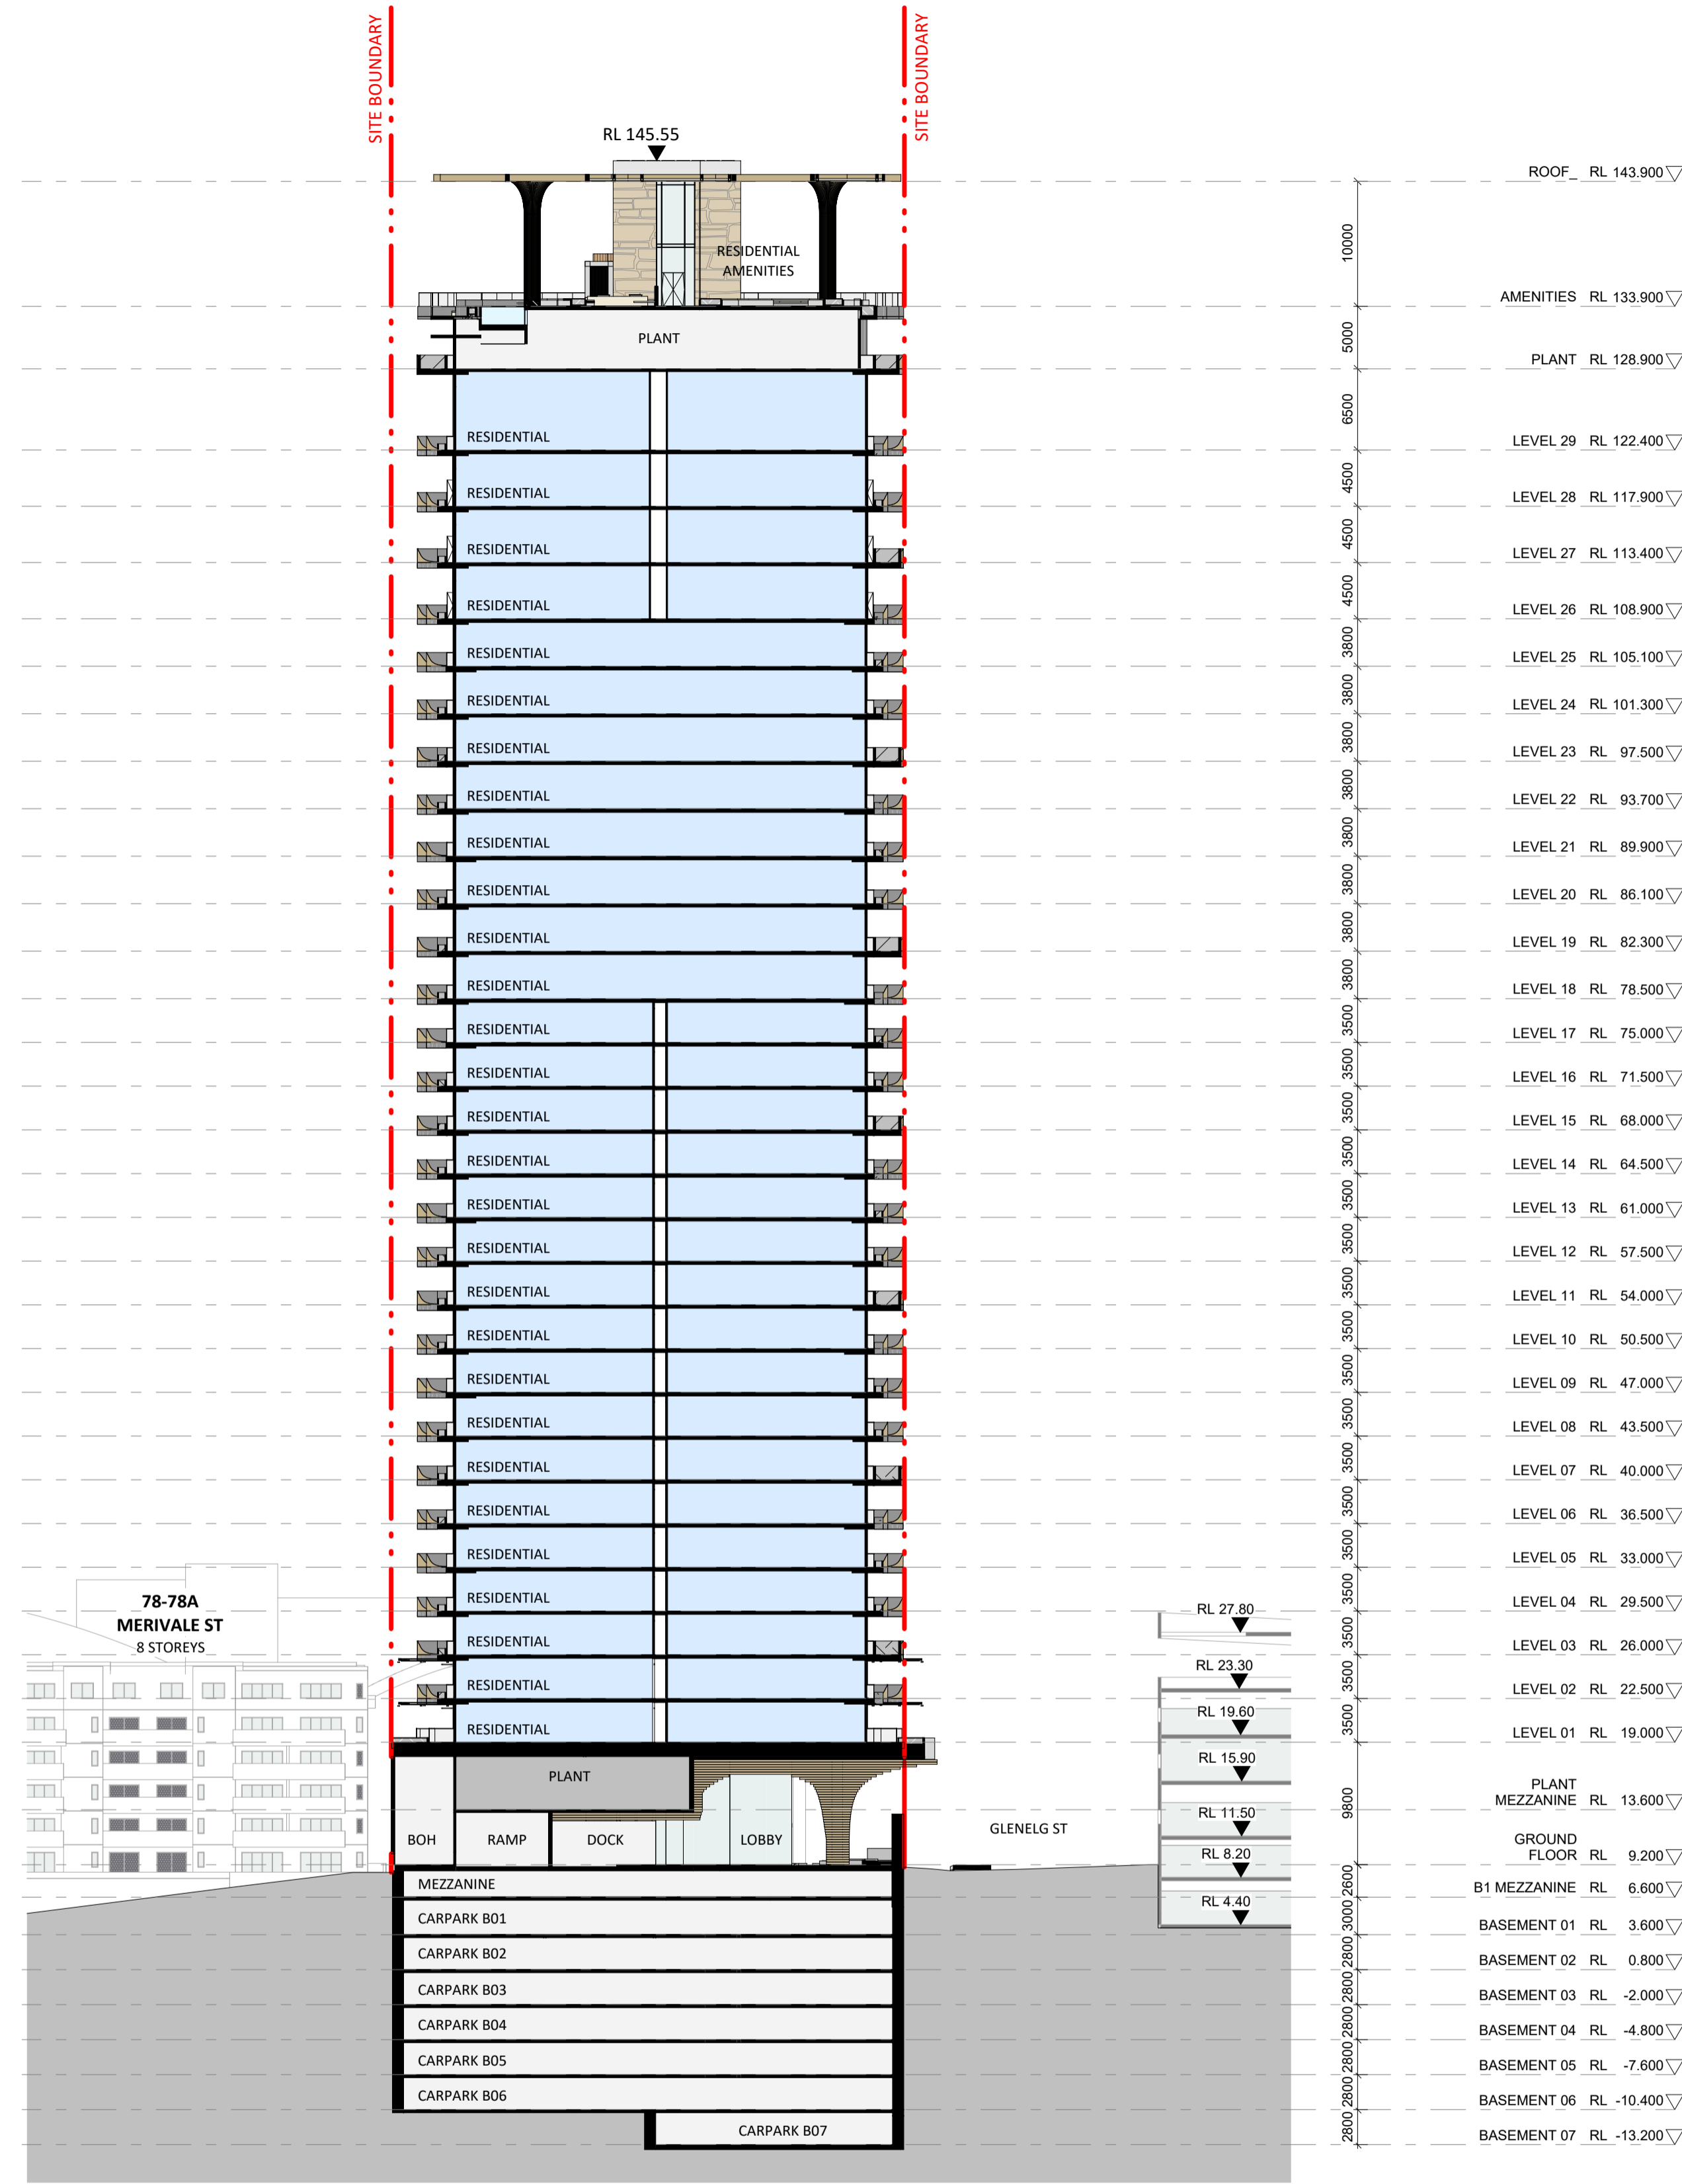 SITE BOUNDARY
SITE BOUNDARY
RL 145.55
ROOF_ RL 143.900
10000
RESIDENTIAL
AMENITIES
AMENITIES RL 133.900
5000
PLANT
PLANT RL 128.900
6500
RESIDENTIAL
LEVEL 29 RL 122.400
4500
RESIDENTIAL
LEVEL 28 RL 117.900
4500
RESIDENTIAL
LEVEL 27 RL 113.400
4500
RESIDENTIAL
LEVEL 26 RL 108.900
3800
RESIDENTIAL
LEVEL 25 RL 105.100
3800
RESIDENTIAL
LEVEL 24 RL 101.300
3800
RESIDENTIAL
LEVEL 23 RL 97.500
3800
RESIDENTIAL
LEVEL 22 RL 93.700
3800
RESIDENTIAL
LEVEL 21 RL 89.900
3800
RESIDENTIAL
LEVEL 20 RL 86.100
3800
RESIDENTIAL
LEVEL 19 RL 82.300
3800
RESIDENTIAL
LEVEL 18 RL 78.500
3500
RESIDENTIAL
LEVEL 17 RL 75.000
3500
RESIDENTIAL
LEVEL 16 RL 71.500
3500
RESIDENTIAL
LEVEL 15 RL 68.000
3500
RESIDENTIAL
LEVEL 14 RL 64.500
3500
RESIDENTIAL
LEVEL 13 RL 61.000
3500
RESIDENTIAL
LEVEL 12 RL 57.500
3500
RESIDENTIAL
LEVEL 11 RL 54.000
3500
RESIDENTIAL
LEVEL 10 RL 50.500
3500
RESIDENTIAL
LEVEL 09 RL 47.000
3500
RESIDENTIAL
LEVEL 08 RL 43.500
3500
RESIDENTIAL
LEVEL 07 RL 40.000
3500
RESIDENTIAL
LEVEL 06 RL 36.500
3500
RESIDENTIAL
LEVEL 05 RL 33.000
3500
RESIDENTIAL
LEVEL 04 RL 29.500
3500
RESIDENTIAL
LEVEL 03 RL 26.000
3500
RESIDENTIAL
LEVEL 02 RL 22.500
3500
RESIDENTIAL
LEVEL 01 RL 19.000
78-78A
MERIVALE ST
8 STOREYS
RL 27.80
RL 23.30
RL 19.60
RL 15.90
RL 11.50
RL 8.20
RL 4.40
PLANT
PLANT
MEZZANINE RL 13.600
9800
BOH
RAMP
DOCK
LOBBY
GLENELG ST
GROUND
FLOOR RL 9.200
2600
MEZZANINE
B1 MEZZANINE RL 6.600
3000
CARPARK B01
BASEMENT 01 RL 3.600
2800
CARPARK B02
BASEMENT 02 RL 0.800
2800
CARPARK B03
BASEMENT 03 RL -2.000
2800
CARPARK B04
BASEMENT 04 RL -4.800
2800
CARPARK B05
BASEMENT 05 RL -7.600
2800
CARPARK B06
BASEMENT 06 RL -10.400
2800
CARPARK B07
BASEMENT 07 RL -13.200